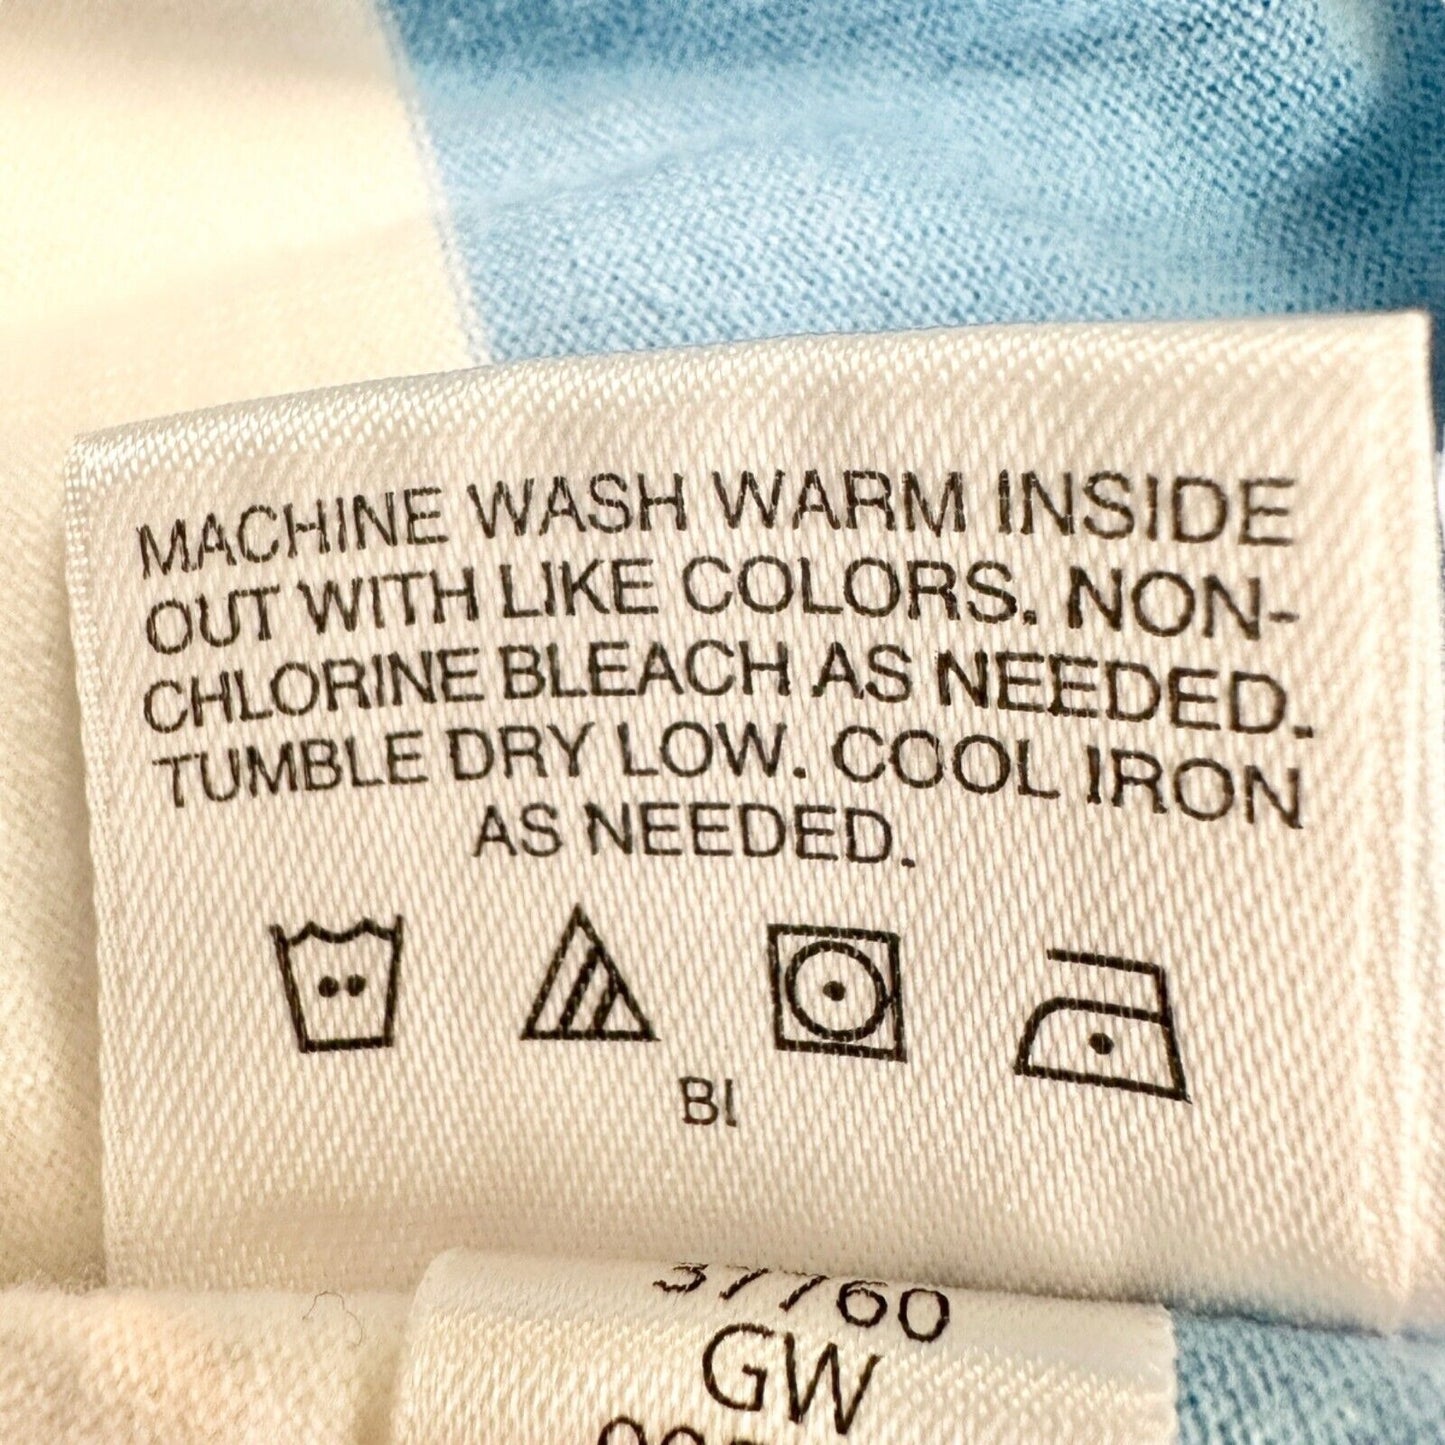 MACHINE WASH WARM INSIDE
OUT WITH LIKE COLORS. NON-
CHLORINE BLEACH AS NEEDED.
TUMBLE DRY LOW. COOL IRON
AS NEEDED.
BI
37760
GW